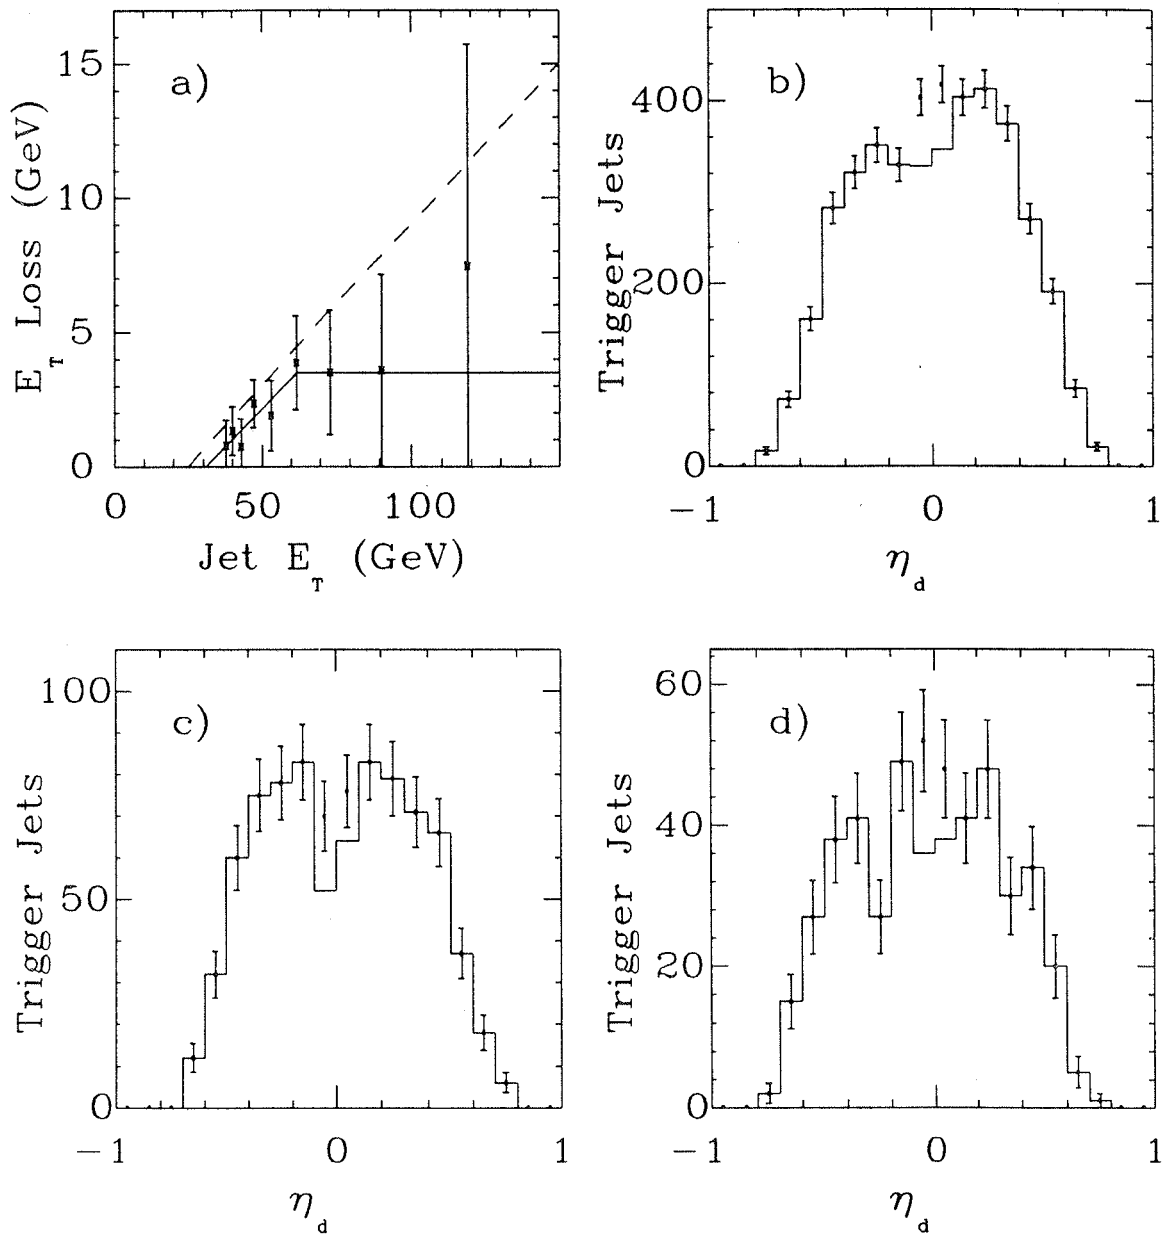 a)
15
10
5
0
E_T Loss (GeV)
0 50 100
Jet E_T (GeV)
b)
400
200
0
Trigger Jets
−1 0 1
η_d
c)
100
50
0
Trigger Jets
−1 0 1
η_d
d)
60
40
20
0
Trigger Jets
−1 0 1
η_d